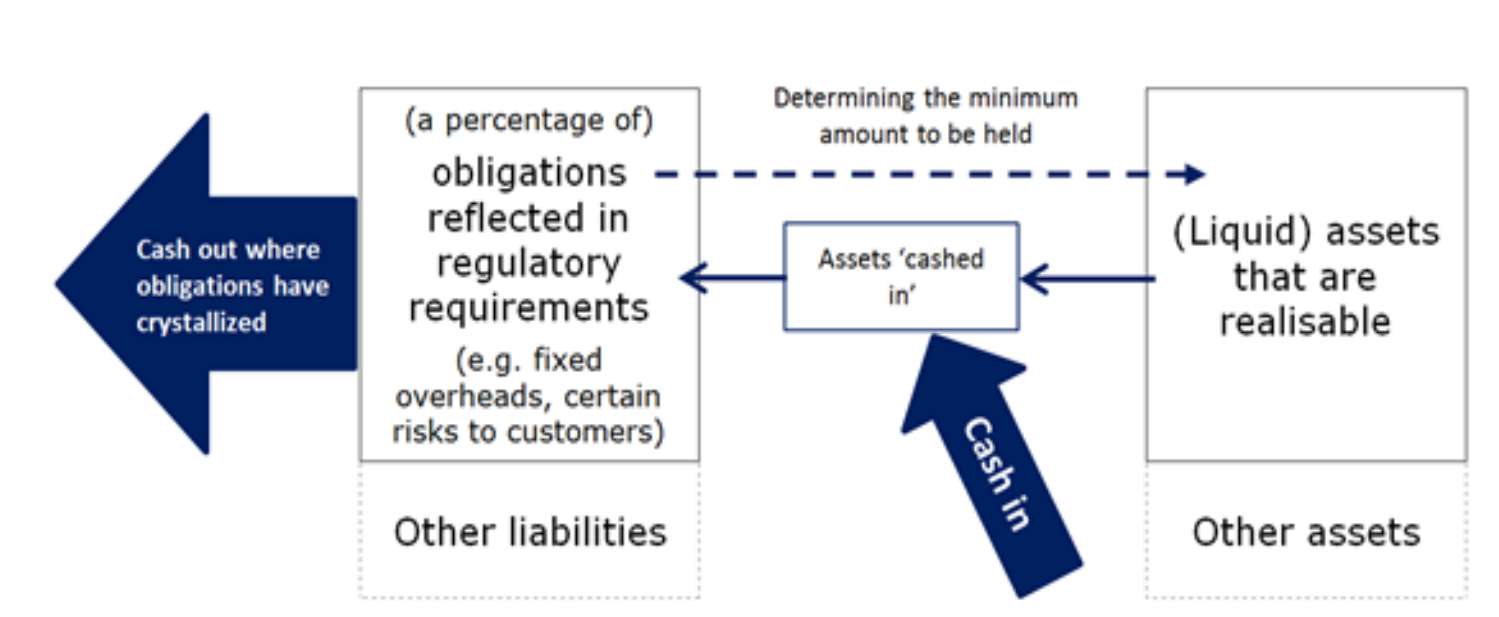 Cash out where
obligations have
crystallized
(a percentage of)
obligations
reflected in
regulatory
requirements
(e.g. fixed
overheads, certain
risks to customers)
Other liabilities
Determining the minimum
amount to be held
Assets ‘cashed
in’
Cash in
(Liquid) assets
that are
realisable
Other assets